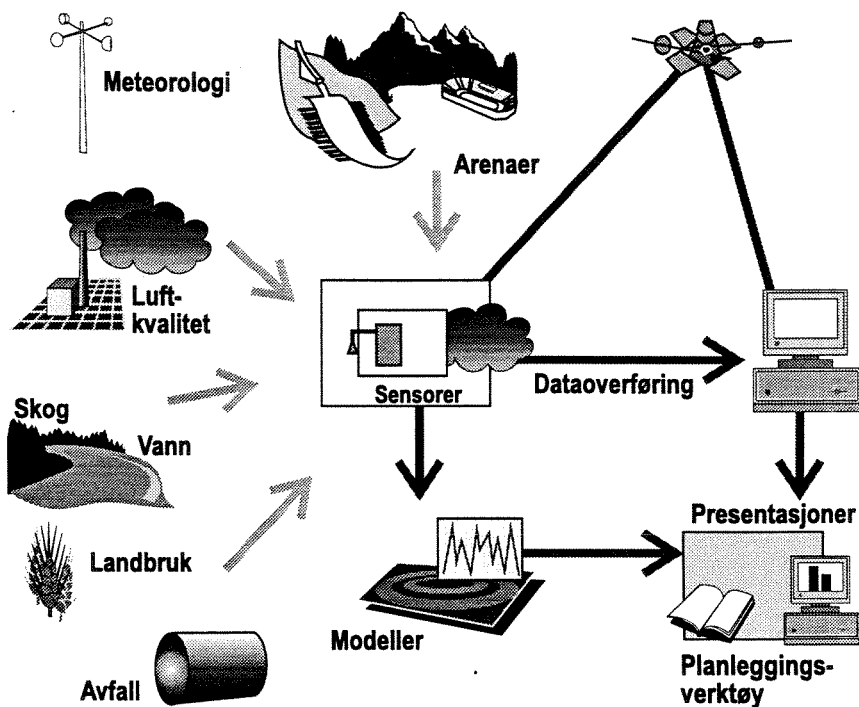 Meteorologi
Arenaer
Luft-
kvalitet
Sensorer
Dataoverføring
Skog
Vann
Presentasjoner
Landbruk
Modeller
Planleggings-
verktøy
Avfall